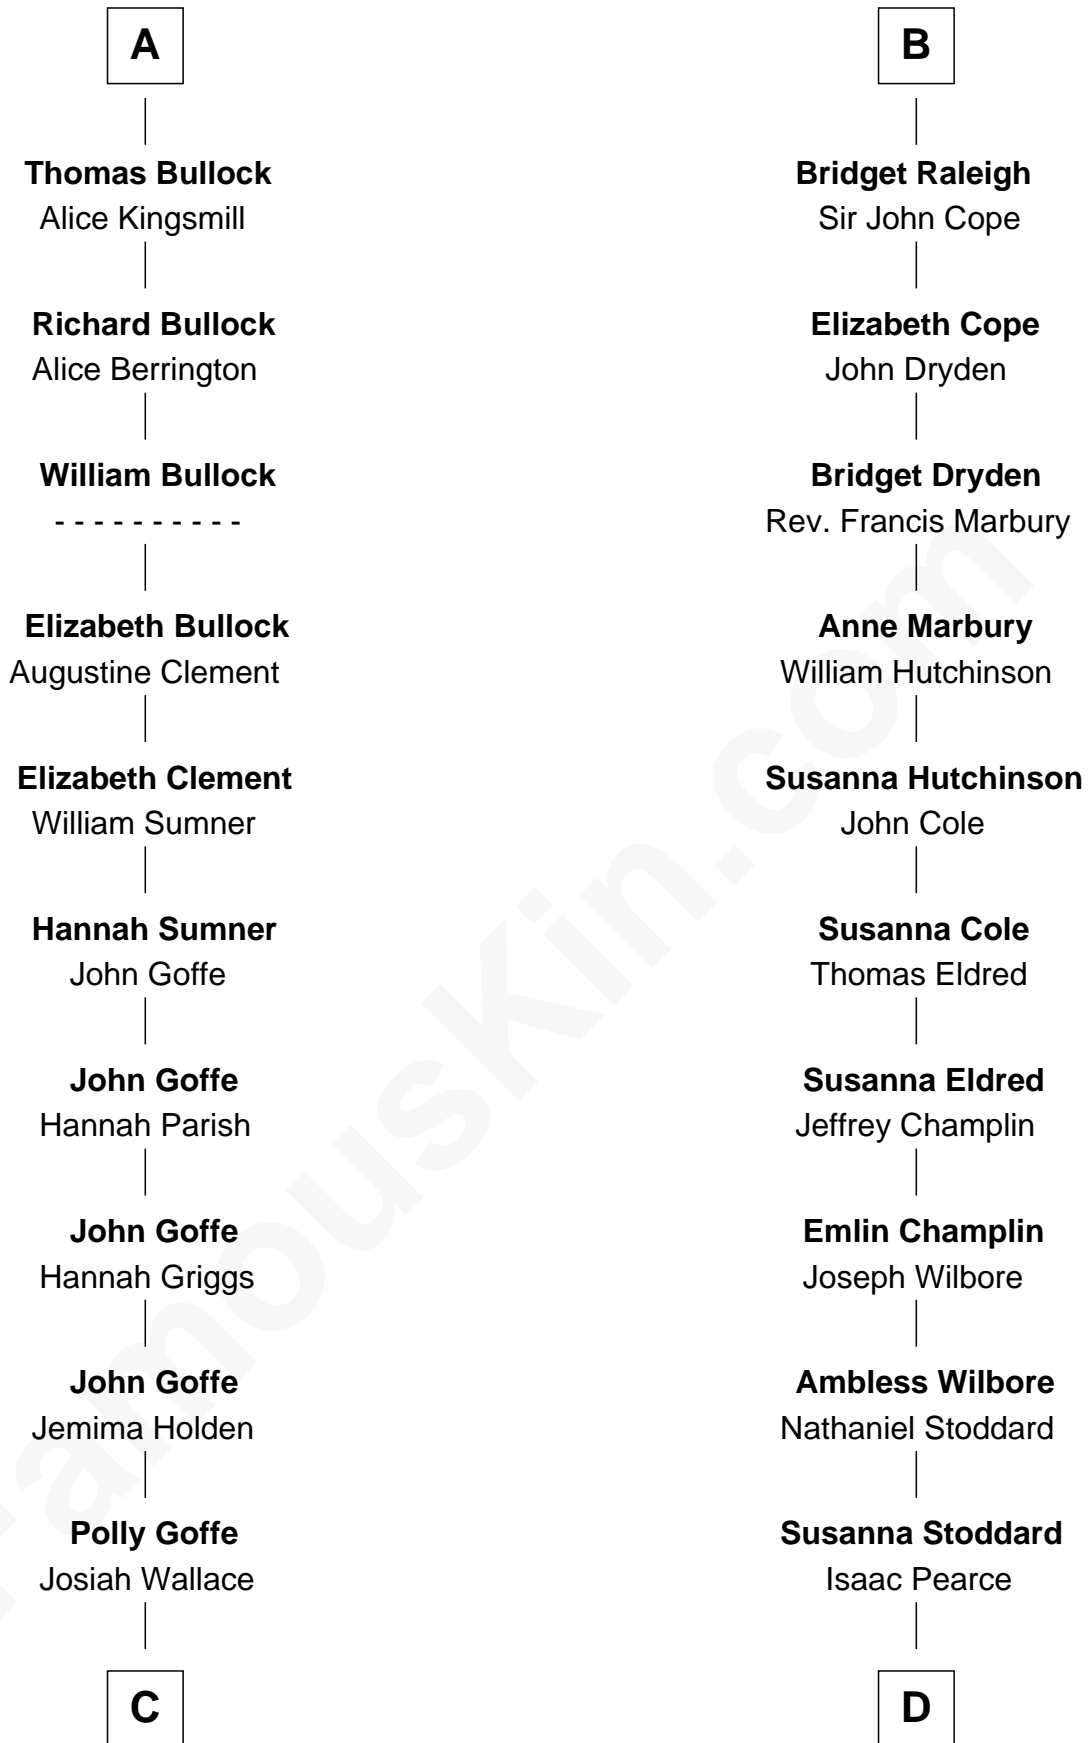 A
Thomas Bullock
Alice Kingsmill
Richard Bullock
Alice Berrington
William Bullock
- - - - - - - - - -
Elizabeth Bullock
Augustine Clement
Elizabeth Clement
William Sumner
Hannah Sumner
John Goffe
John Goffe
Hannah Parish
John Goffe
Hannah Griggs
John Goffe
Jemima Holden
Polly Goffe
Josiah Wallace
C
B
Bridget Raleigh
Sir John Cope
Elizabeth Cope
John Dryden
Bridget Dryden
Rev. Francis Marbury
Anne Marbury
William Hutchinson
Susanna Hutchinson
John Cole
Susanna Cole
Thomas Eldred
Susanna Eldred
Jeffrey Champlin
Emlin Champlin
Joseph Wilbore
Ambless Wilbore
Nathaniel Stoddard
Susanna Stoddard
Isaac Pearce
D
FamousKin.com